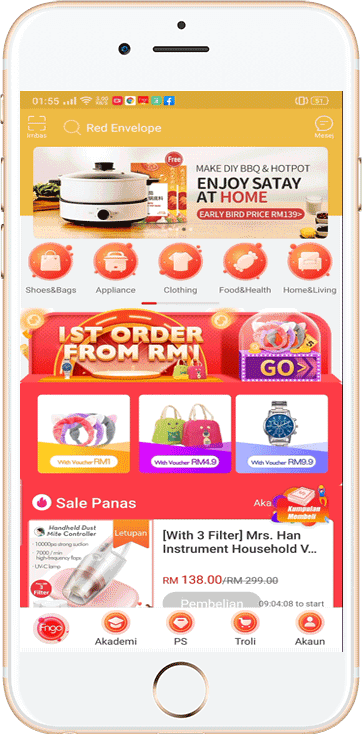 01:55
91
Imbas
Red Envelope
Mesej
Free
MAKE DIY BBQ & HOTPOT
ENJOY SATAY
AT HOME
EARLY BIRD PRICE RM139>
Shoes&Bags
Appliance
Clothing
Food&Health
Home&Living
1ST ORDER
FROM RM1
GO>>
With Voucher RM1
With Voucher RM4.9
With Voucher RM9.9
Sale Panas
Aka
Kumpulan
Membeli
Handheld Dust
Mite Controller
Letupan
- 10000pa strong suction
- 7000 / min
high-frequency flaps
- UV-C lamp
Filter
[With 3 Filter] Mrs. Han
Instrument Household V...
RM 138.00/RM 299.00
Pembelian
09:04:08 to start
Fingo
Akademi
PS
Troli
Akaun